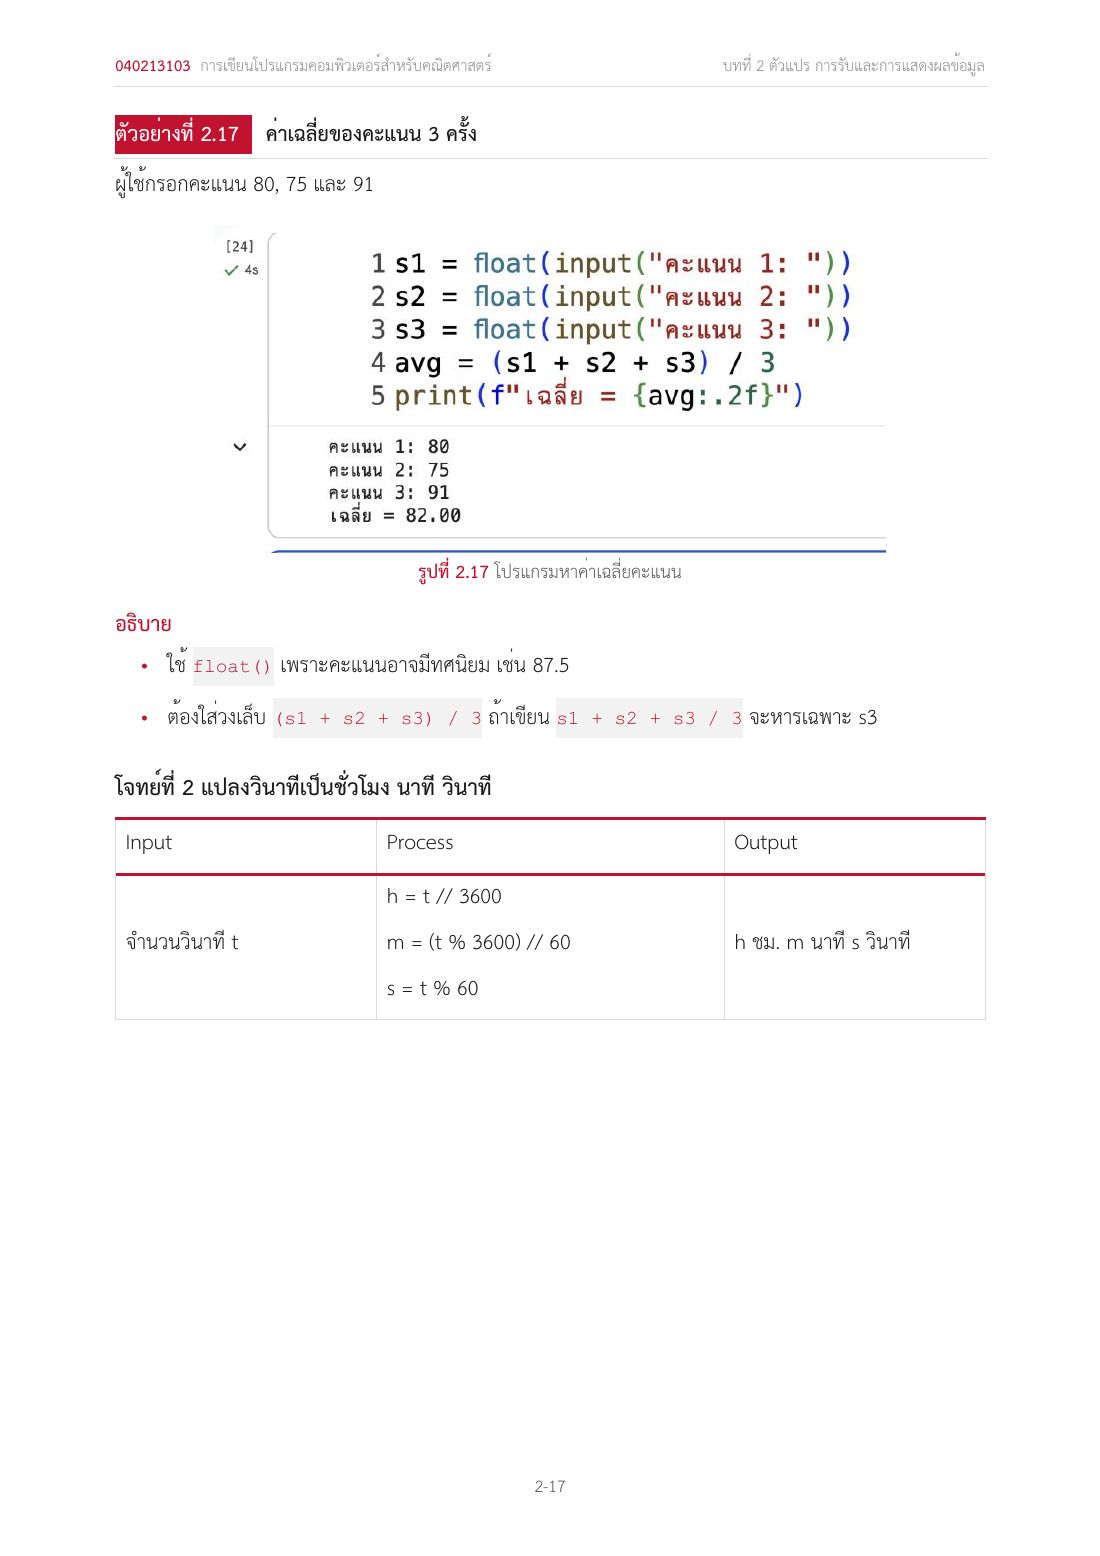 040213103 การเขียนโปรแกรมคอมพิวเตอร์สำหรับคณิตศาสตร์ บทที่ 2 ตัวแปร การรับและการแสดงผลข้อมูล
ตัวอย่างที่ 2.17 ค่าเฉลี่ยของคะแนน 3 ครั้ง
ผู้ใช้กรอกคะแนน 80, 75 และ 91
[24]
4s
1 s1 = float(input("คะแนน 1: "))
2 s2 = float(input("คะแนน 2: "))
3 s3 = float(input("คะแนน 3: "))
4 avg = (s1 + s2 + s3) / 3
5 print(f"เฉลี่ย = {avg:.2f}")
คะแนน 1: 80
คะแนน 2: 75
คะแนน 3: 91
เฉลี่ย = 82.00
รูปที่ 2.17 โปรแกรมหาค่าเฉลี่ยคะแนน
อธิบาย
• ใช้ float() เพราะคะแนนอาจมีทศนิยม เช่น 87.5
• ต้องใส่วงเล็บ (s1 + s2 + s3) / 3 ถ้าเขียน s1 + s2 + s3 / 3 จะหารเฉพาะ s3
โจทย์ที่ 2 แปลงวินาทีเป็นชั่วโมง นาที วินาที
Input Process Output
h = t // 3600
จำนวนวินาที t m = (t % 3600) // 60 h ชม. m นาที s วินาที
s = t % 60
2-17